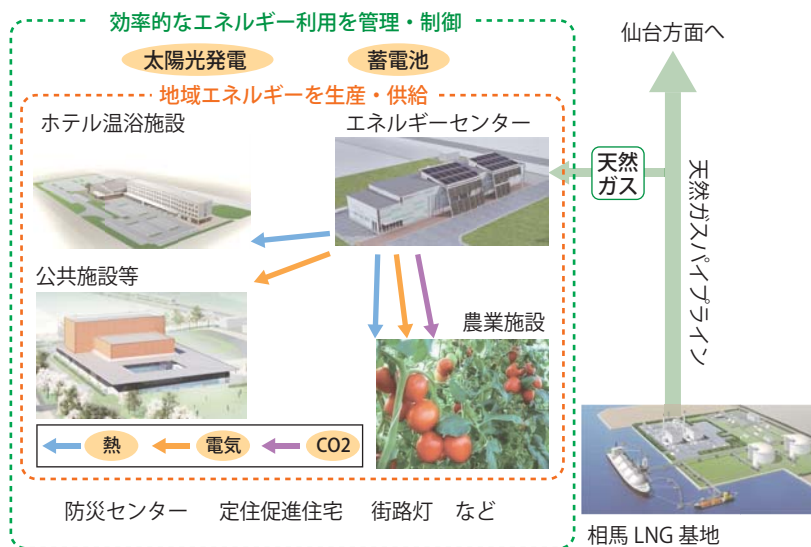 効率的なエネルギー利用を管理・制御
太陽光発電
蓄電池
仙台方面へ
地域エネルギーを生産・供給
ホテル温浴施設
エネルギーセンター
天然
ガス
天然ガスパイプライン
公共施設等
農業施設
熱
電気
CO2
防災センター 定住促進住宅 街路灯 など
相馬 LNG 基地